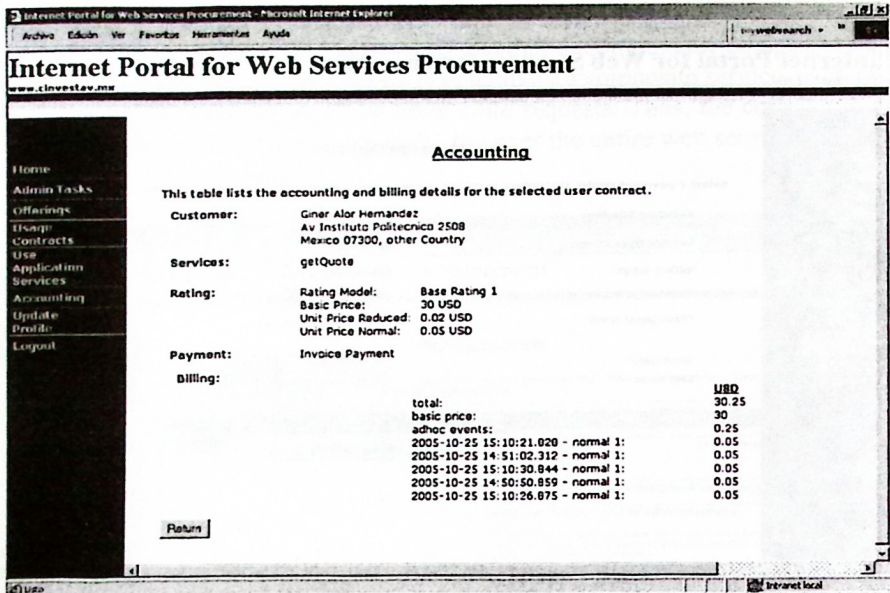 Internet Portal for Web Services Procurement - Microsoft Internet Explorer
Archivo Edición Ver Favoritos Herramientas Ayuda
mywebsearch
Internet Portal for Web Services Procurement
www.cinvestav.mx
Accounting
This table lists the accounting and billing details for the selected user contract.
Home
Admin Tasks
Offerings
Usage
Contracts
Use
Application
Services
Accounting
Update
Profile
Logout
Customer: Giner Alor Hernandez
Av Instituto Politecnico 2508
Mexico 07300, other Country
Services: getQuote
Rating: Rating Model: Base Rating 1
Basic Price: 30 USD
Unit Price Reduced: 0.02 USD
Unit Price Normal: 0.05 USD
Payment: Invoice Payment
Billing:
USD
total: 30.25
basic price: 30
adhoc events: 0.25
2005-10-25 15:10:21.020 - normal 1: 0.05
2005-10-25 14:51:02.312 - normal 1: 0.05
2005-10-25 15:10:30.844 - normal 1: 0.05
2005-10-25 14:50:50.859 - normal 1: 0.05
2005-10-25 15:10:26.875 - normal 1: 0.05
Return
Intranet local